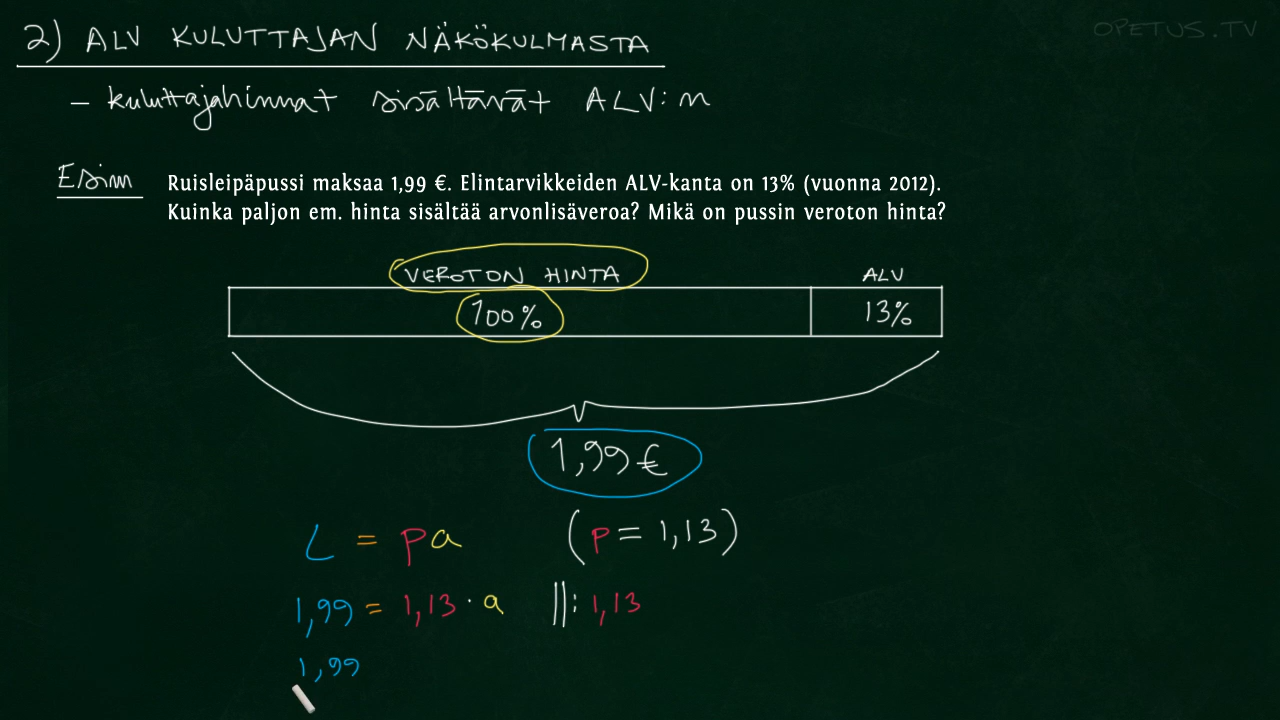 OPETUS.TV
2) ALV KULUTTAJAN NÄKÖKULMASTA
- kuluttajahinnat sisältävät ALV:n
Esim Ruisleipäpussi maksaa 1,99 €. Elintarvikkeiden ALV-kanta on 13% (vuonna 2012).
Kuinka paljon em. hinta sisältää arvonlisäveroa? Mikä on pussin veroton hinta?
VEROTON HINTA ALV
100% 13%
1,99 €
L = pa (p = 1,13)
1,99 = 1,13 · a ||: 1,13
1,99